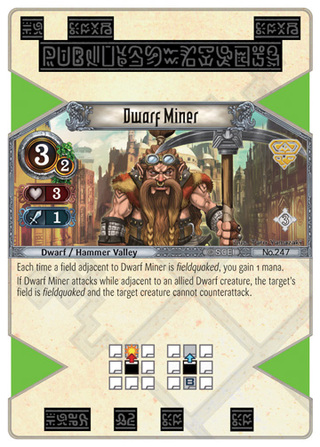 Dwarf Miner
3
2
3
1
3
Dwarf / Hammer Valley
SCEI
No.247
Each time a field adjacent to Dwarf Miner is fieldquaked, you gain 1 mana.
If Dwarf Miner attacks while adjacent to an allied Dwarf creature, the target's
field is fieldquaked and the target creature cannot counterattack.
B